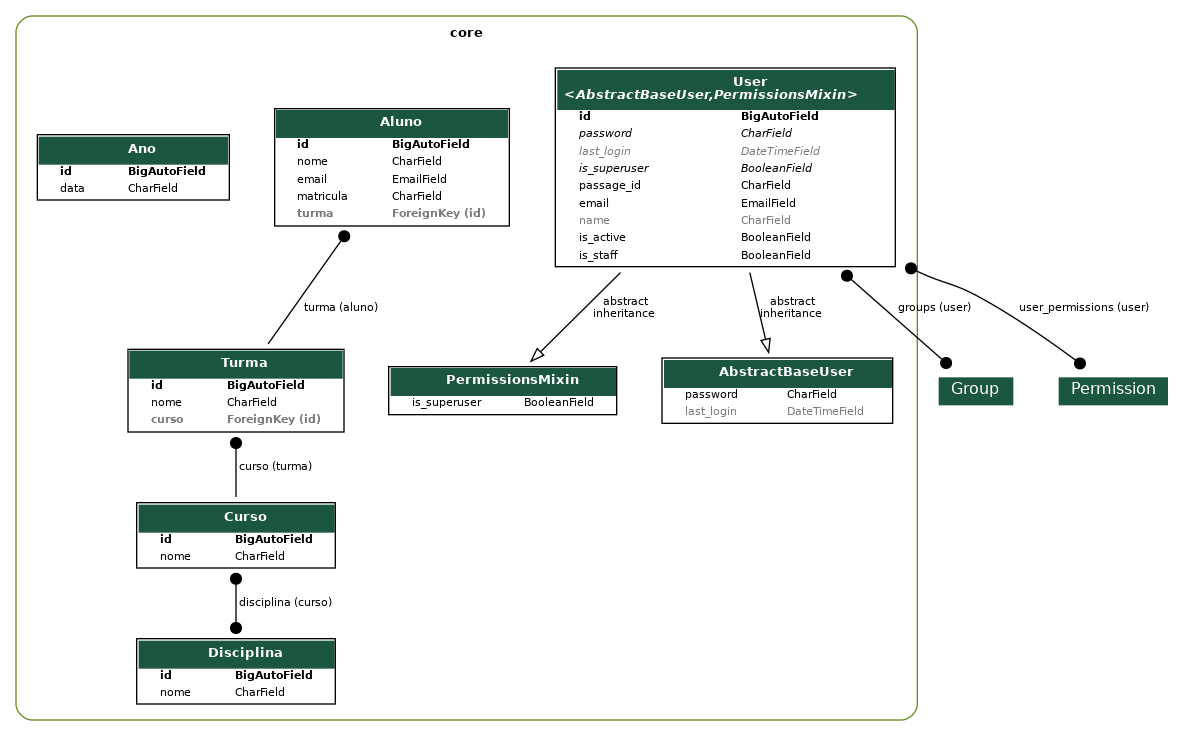 core
Ano
id BigAutoField
data CharField
Aluno
id BigAutoField
nome CharField
email EmailField
matricula CharField
turma ForeignKey (id)
User
<AbstractBaseUser,PermissionsMixin>
id BigAutoField
password CharField
last_login DateTimeField
is_superuser BooleanField
passage_id CharField
email EmailField
name CharField
is_active BooleanField
is_staff BooleanField
turma (aluno)
abstract
inheritance
abstract
inheritance
groups (user)
user_permissions (user)
Turma
id BigAutoField
nome CharField
curso ForeignKey (id)
PermissionsMixin
is_superuser BooleanField
AbstractBaseUser
password CharField
last_login DateTimeField
Group
Permission
curso (turma)
Curso
id BigAutoField
nome CharField
disciplina (curso)
Disciplina
id BigAutoField
nome CharField